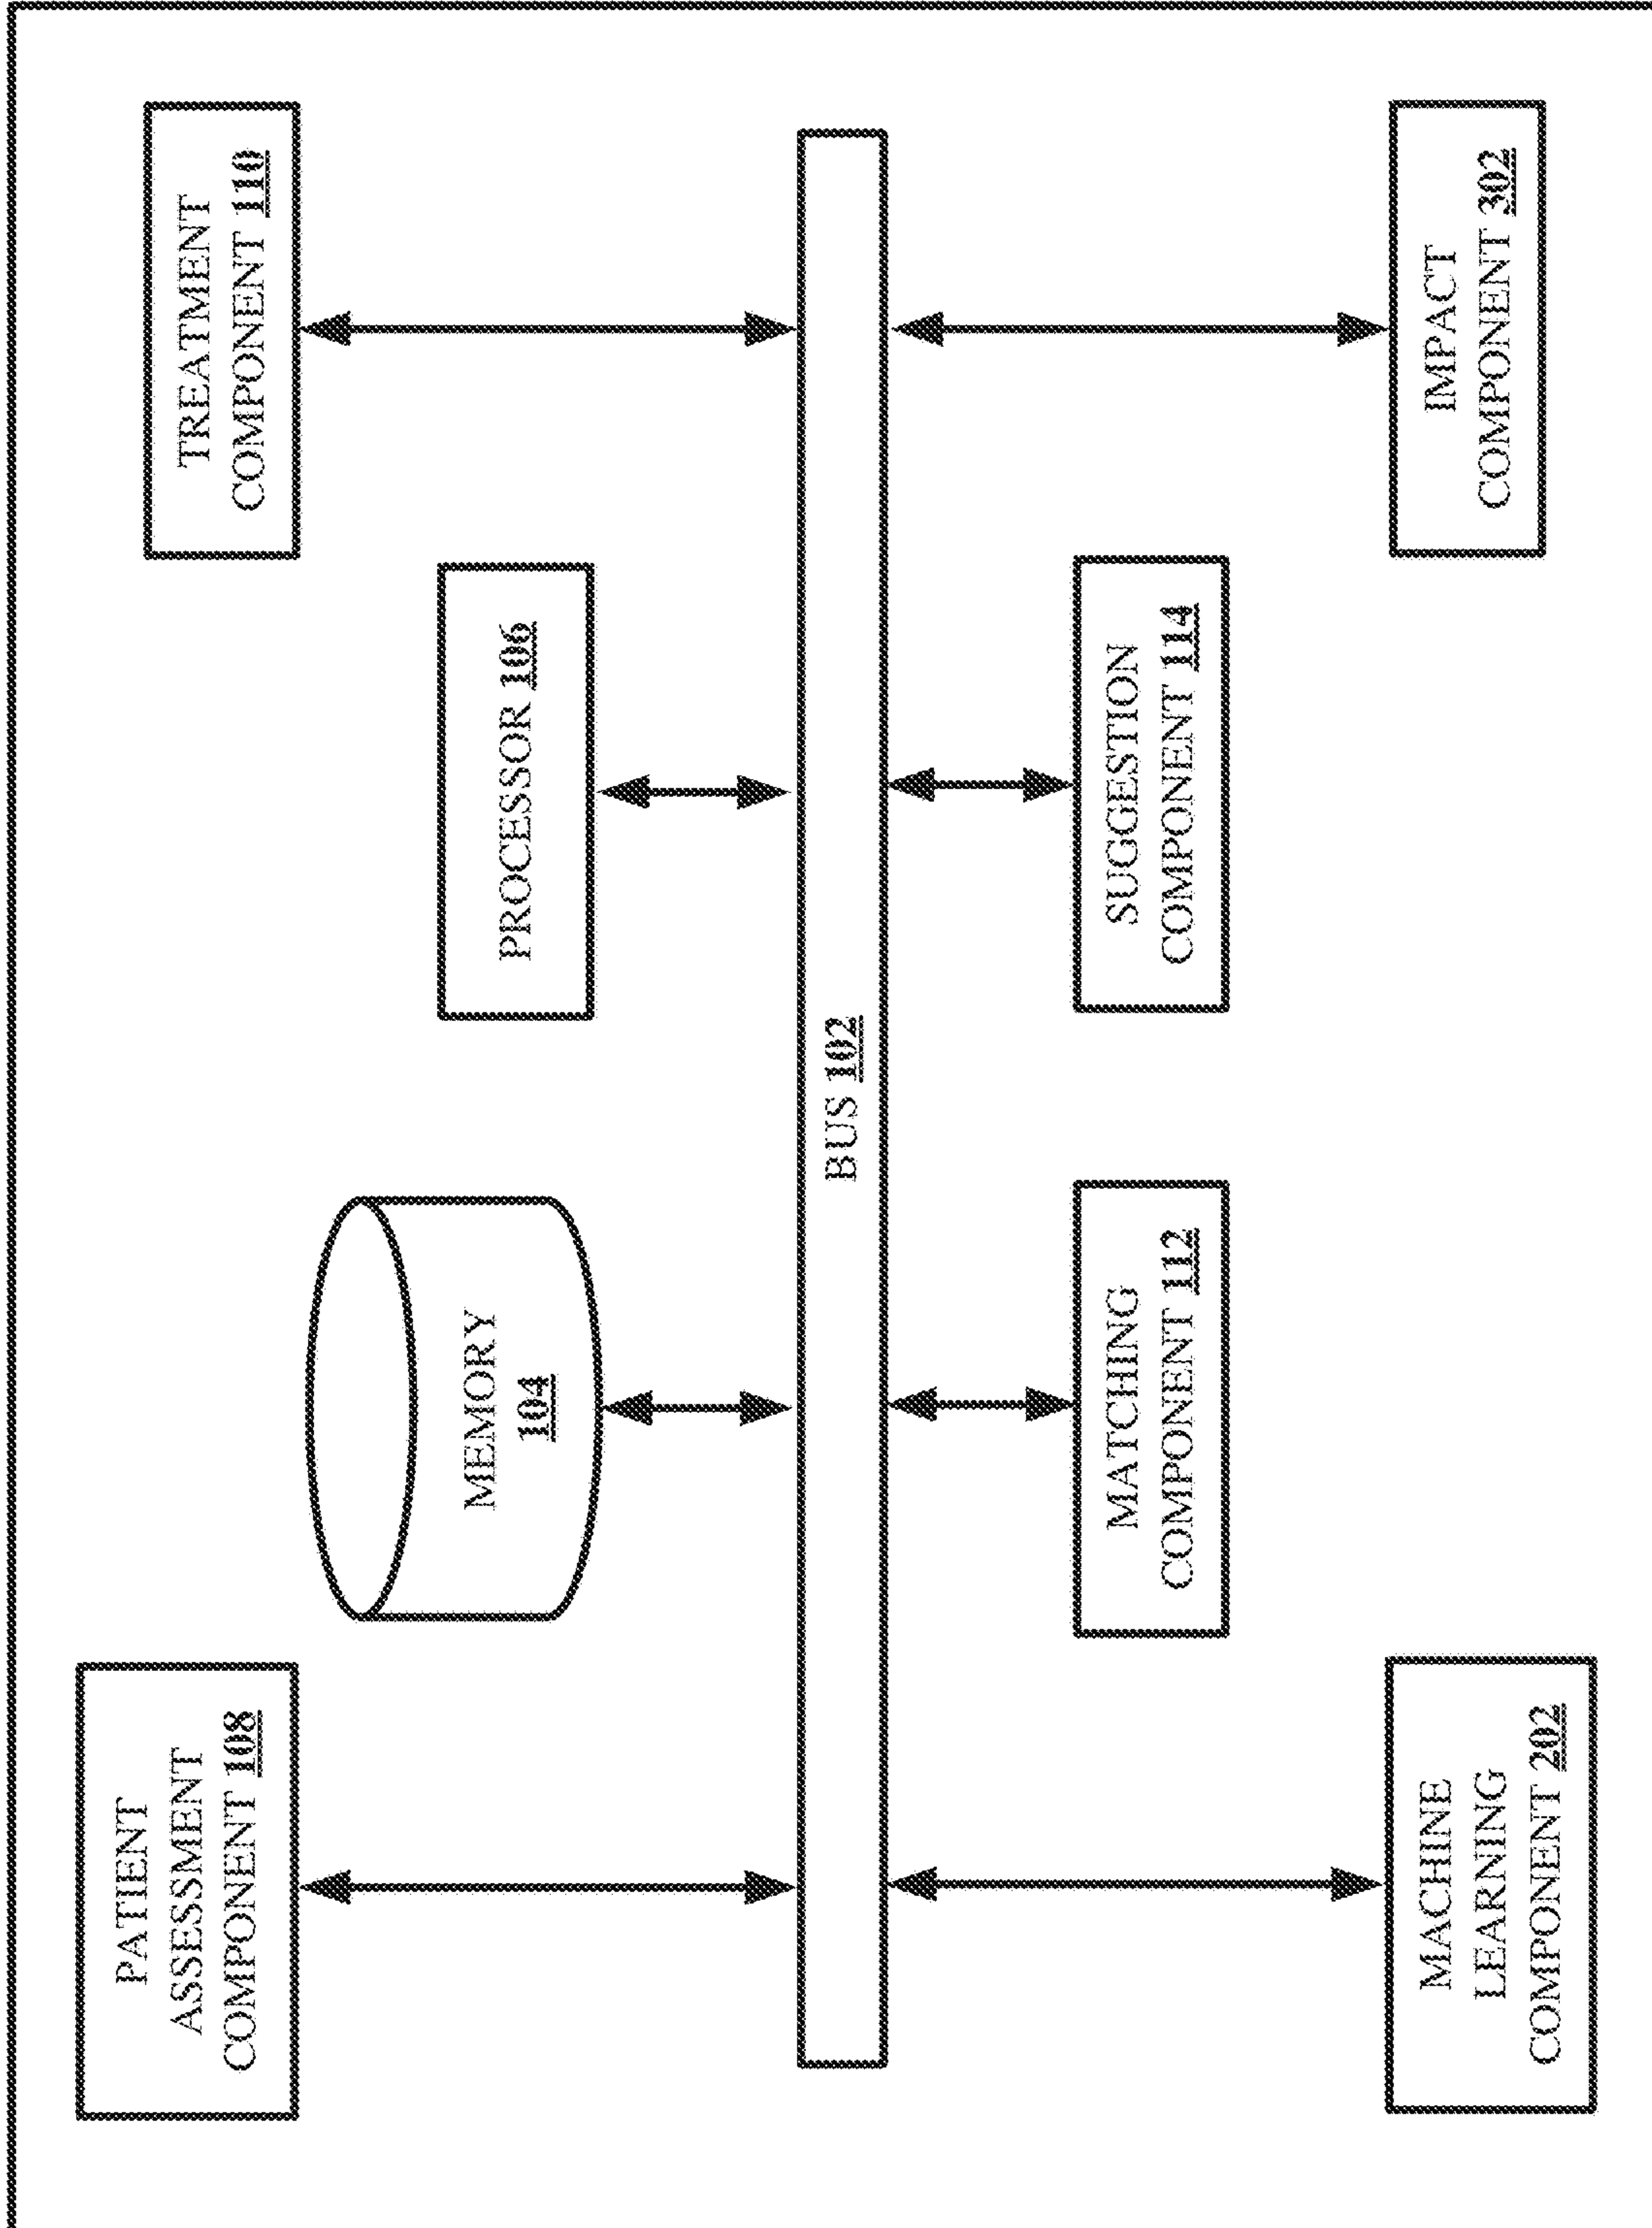 PATIENT
ASSESSMENT
COMPONENT 108
MEMORY
104
PROCESSOR 106
TREATMENT
COMPONENT 110
BUS 102
MACHINE
LEARNING
COMPONENT 202
MATCHING
COMPONENT 112
SUGGESTION
COMPONENT 114
IMPACT
COMPONENT 302